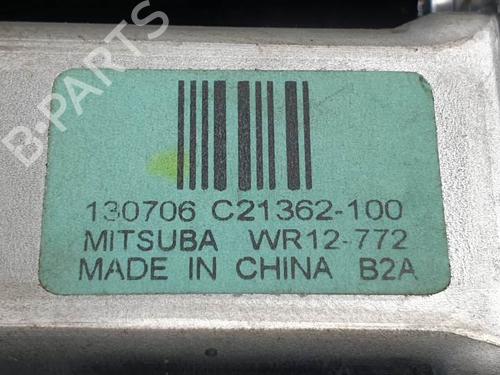 B-PARTS
130706 C21362-100
MITSUBA WR12-772
MADE IN CHINA B2A